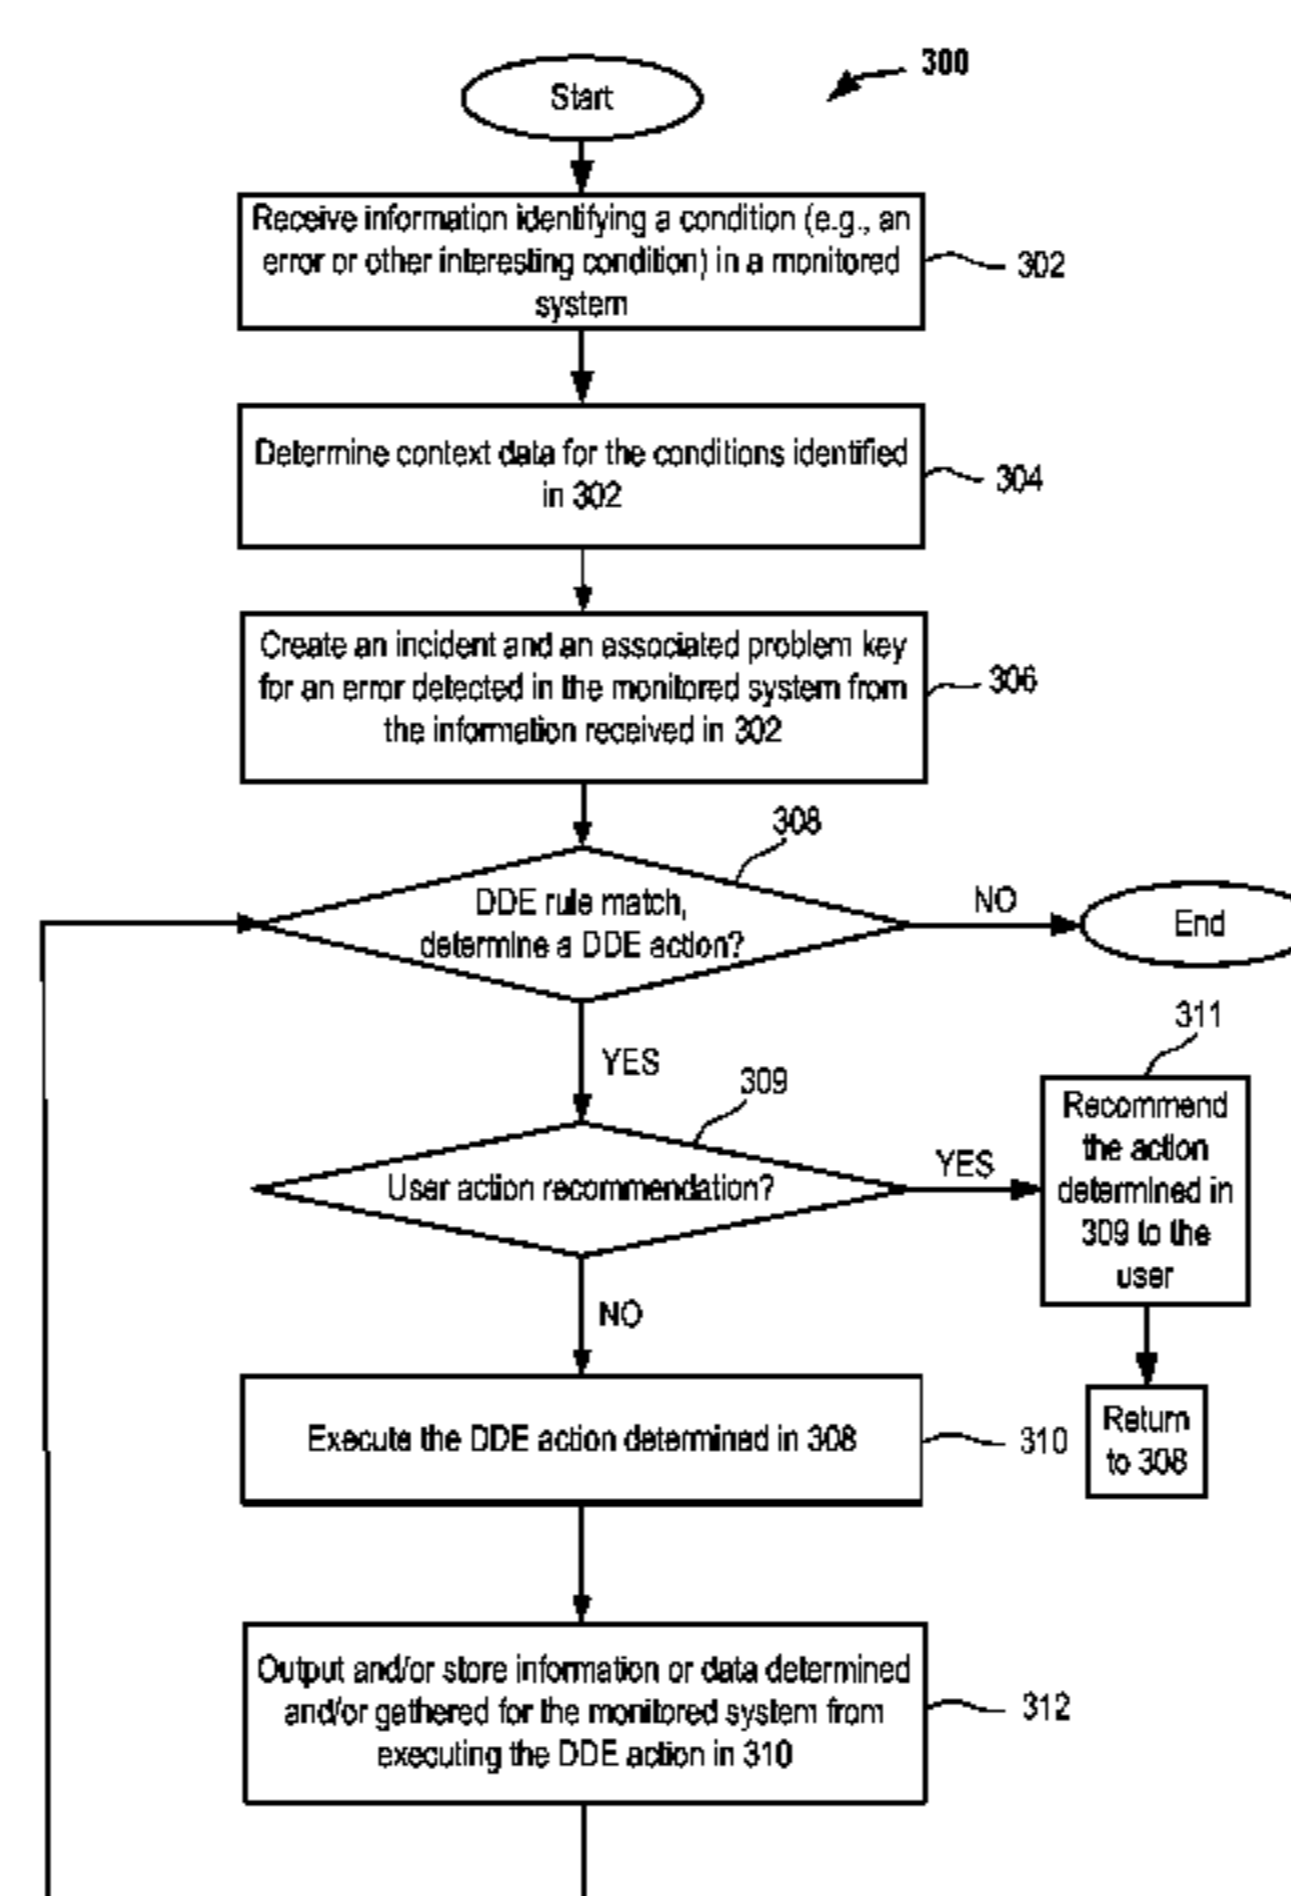 300
Start
Receive information identifying a condition (e.g., an
error or other interesting condition) in a monitored
system
302
Determine context data for the conditions identified
in 302
304
Create an incident and an associated problem key
for an error detected in the monitored system from
the information received in 302
306
308
DDE rule match,
determine a DDE action?
NO
End
YES
309
User action recommendation?
YES
311
Recommend
the action
determined in
309 to the
user
Return
to 308
NO
Execute the DDE action determined in 308
310
Output and/or store information or data determined
and/or gathered for the monitored system from
executing the DDE action in 310
312